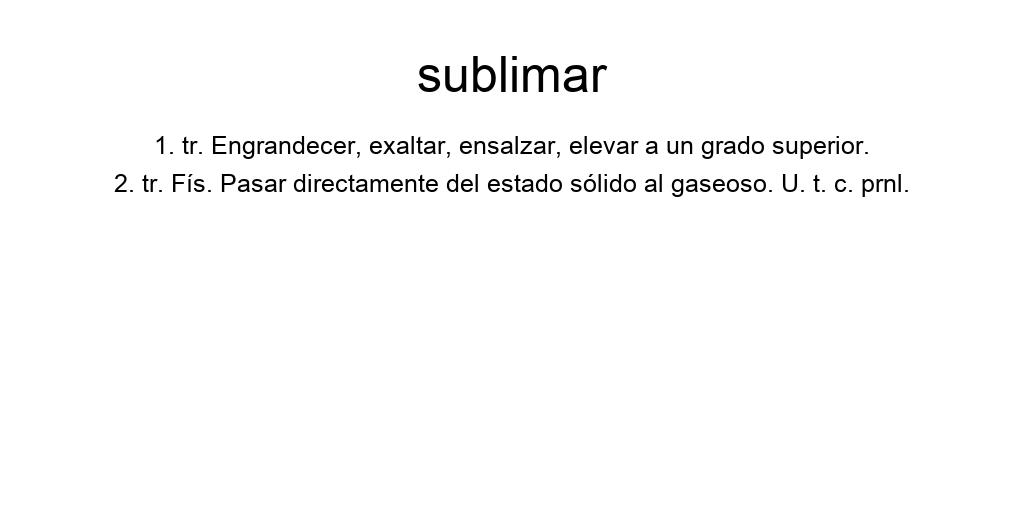 sublimar
1. tr. Engrandecer, exaltar, ensalzar, elevar a un grado superior.
2. tr. Fís. Pasar directamente del estado sólido al gaseoso. U. t. c. prnl.